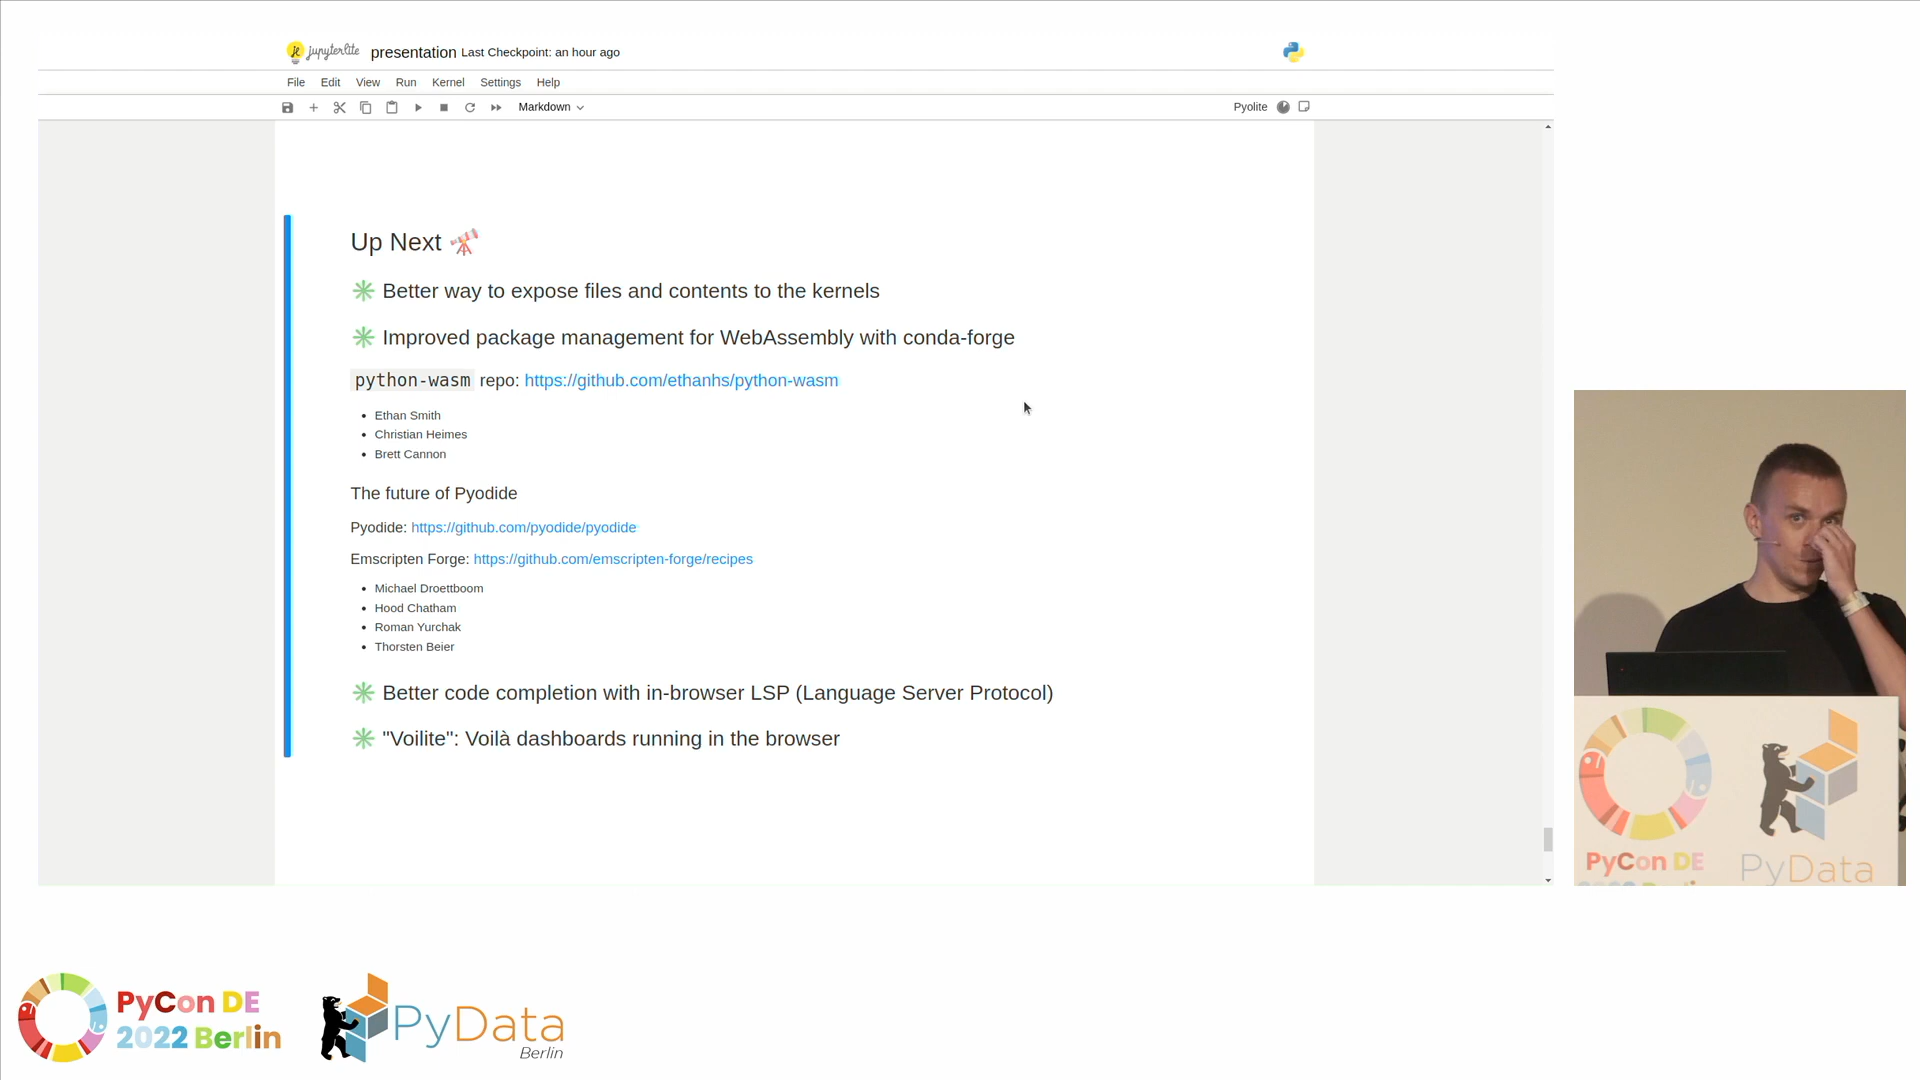 jupyterlite presentation Last Checkpoint: an hour ago
File Edit View Run Kernel Settings Help
Markdown
Pyolite
Up Next
Better way to expose files and contents to the kernels
Improved package management for WebAssembly with conda-forge
python-wasm repo: https://github.com/ethanhs/python-wasm
Ethan Smith
Christian Heimes
Brett Cannon
The future of Pyodide
Pyodide: https://github.com/pyodide/pyodide
Emscripten Forge: https://github.com/emscripten-forge/recipes
Michael Droettboom
Hood Chatham
Roman Yurchak
Thorsten Beier
Better code completion with in-browser LSP (Language Server Protocol)
"Voilite": Voilà dashboards running in the browser
PyCon DE
PyData
PyCon DE
2022 Berlin
PyData
Berlin